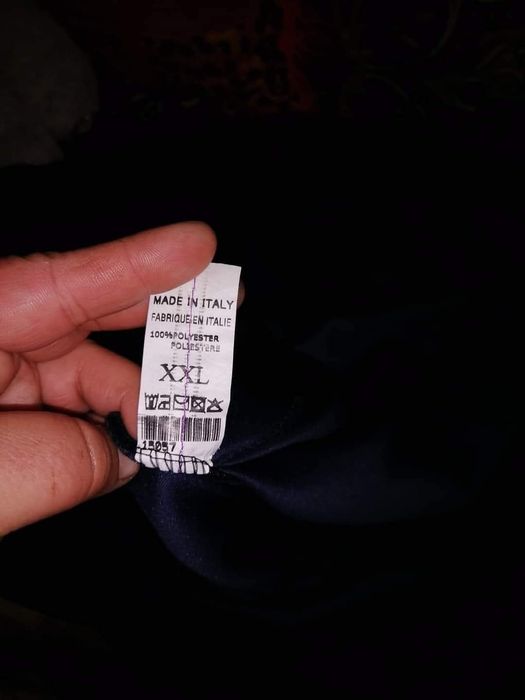 MADE IN ITALY
FABRIQUE EN ITALIE
100%POLYESTER
POLIESTERE
XXL